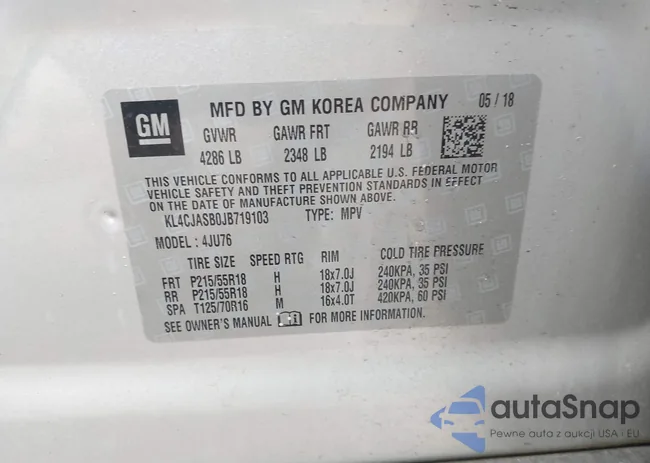 GM
MFD BY GM KOREA COMPANY 05 / 18
GVWR GAWR FRT GAWR RR
4286 LB 2348 LB 2194 LB
THIS VEHICLE CONFORMS TO ALL APPLICABLE U.S. FEDERAL MOTOR
VEHICLE SAFETY AND THEFT PREVENTION STANDARDS IN EFFECT
ON THE DATE OF MANUFACTURE SHOWN ABOVE.
KL4CJASB0JB719103 TYPE: MPV
MODEL: 4JU76
TIRE SIZE SPEED RTG RIM COLD TIRE PRESSURE
FRT P215/55R18 H 18x7.0J 240KPA, 35 PSI
RR P215/55R18 H 18x7.0J 240KPA, 35 PSI
SPA T125/70R16 M 16x4.0T 420KPA, 60 PSI
SEE OWNER'S MANUAL FOR MORE INFORMATION.
autaSnap
Pewne auta z aukcji USA i EU